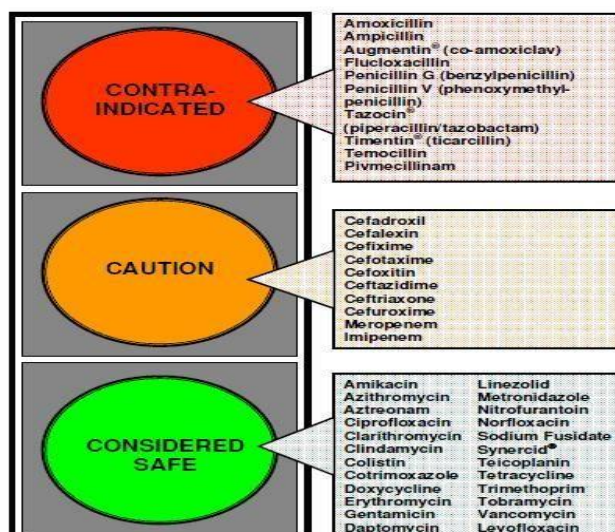 CONTRA-
INDICATED
Amoxicillin
Ampicillin
Augmentin® (co-amoxiclav)
Flucloxacillin
Penicillin G (benzylpenicillin)
Penicillin V (phenoxymethyl-
penicillin)
Tazocin®
(piperacillin/tazobactam)
Timentin® (ticarcillin)
Temocillin
Pivmecillinam
CAUTION
Cefadroxil
Cefalexin
Cefixime
Cefotaxime
Cefoxitin
Ceftazidime
Ceftriaxone
Cefuroxime
Meropenem
Imipenem
CONSIDERED
SAFE
Amikacin Linezolid
Azithromycin Metronidazole
Aztreonam Nitrofurantoin
Ciprofloxacin Norfloxacin
Clarithromycin Sodium Fusidate
Clindamycin Synercid®
Colistin Teicoplanin
Cotrimoxazole Tetracycline
Doxycycline Trimethoprim
Erythromycin Tobramycin
Gentamicin Vancomycin
Daptomycin Levofloxacin